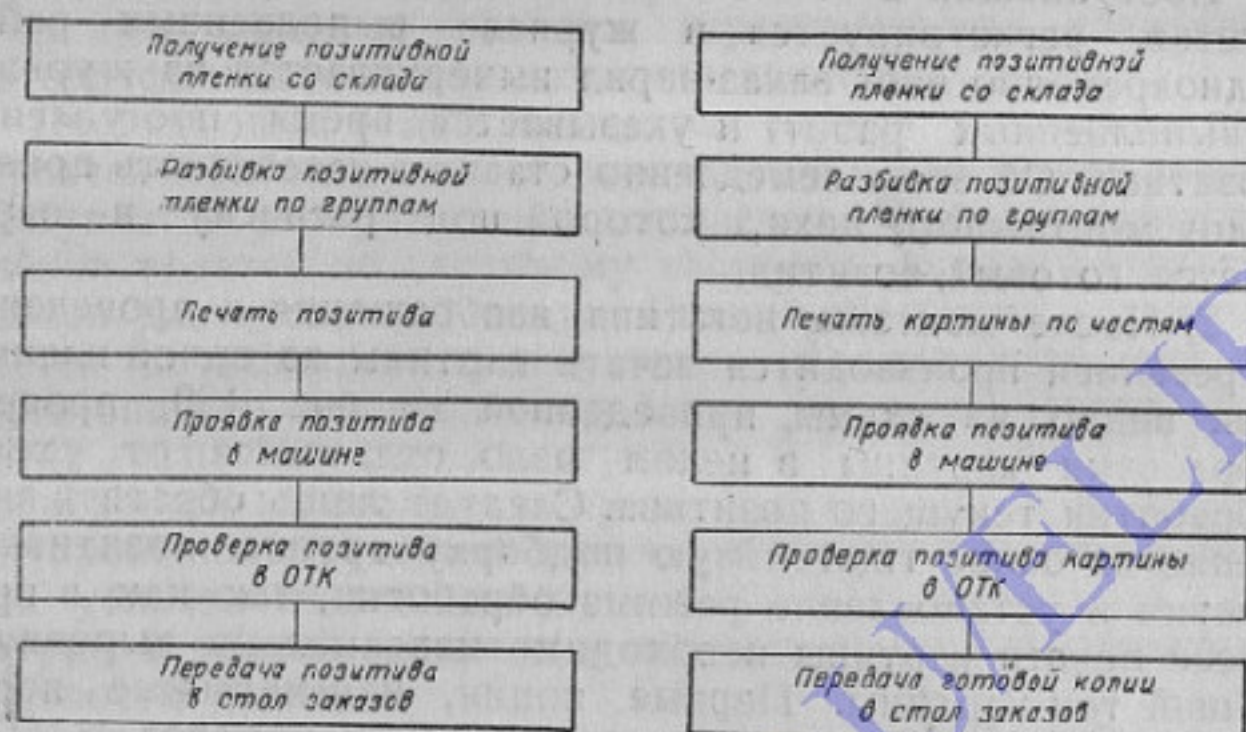 Получение позитивной
пленки со склада
Разбивка позитивной
пленки по группам
Печать позитива
Проявка позитива
в машине
Проверка позитива
в ОТК
Передача позитива
в стол заказов
Получение позитивной
пленки со склада
Разбивка позитивной
пленки по группам
Печать картины по частям
Проявка позитива
в машине
Проверка позитива картины
в ОТК
Передача готовой копии
в стол заказов